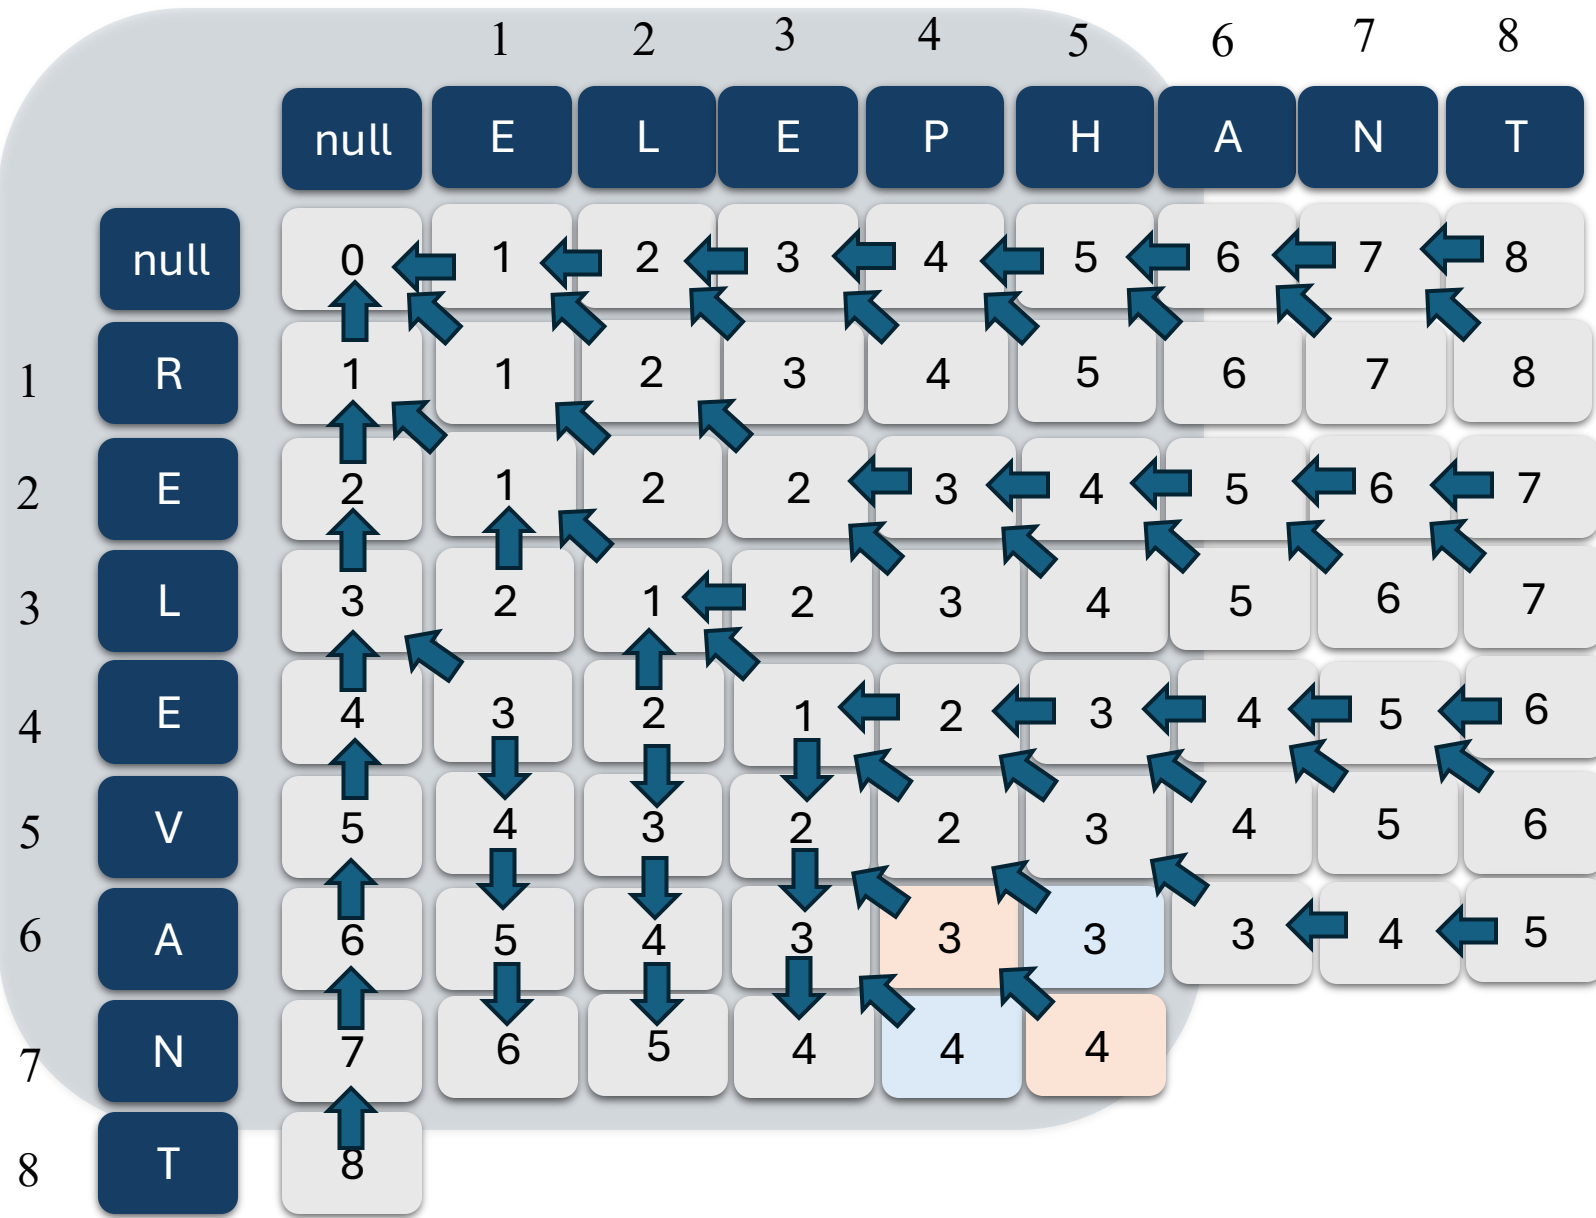 1 2 3 4 5 6 7 8
null E L E P H A N T
null 0 1 2 3 4 5 6 7 8
1 R 1 1 2 3 4 5 6 7 8
2 E 2 1 2 2 3 4 5 6 7
3 L 3 2 1 2 3 4 5 6 7
4 E 4 3 2 1 2 3 4 5 6
5 V 5 4 3 2 2 3 4 5 6
6 A 6 5 4 3 3 3 3 4 5
7 N 7 6 5 4 4 4
8 T 8